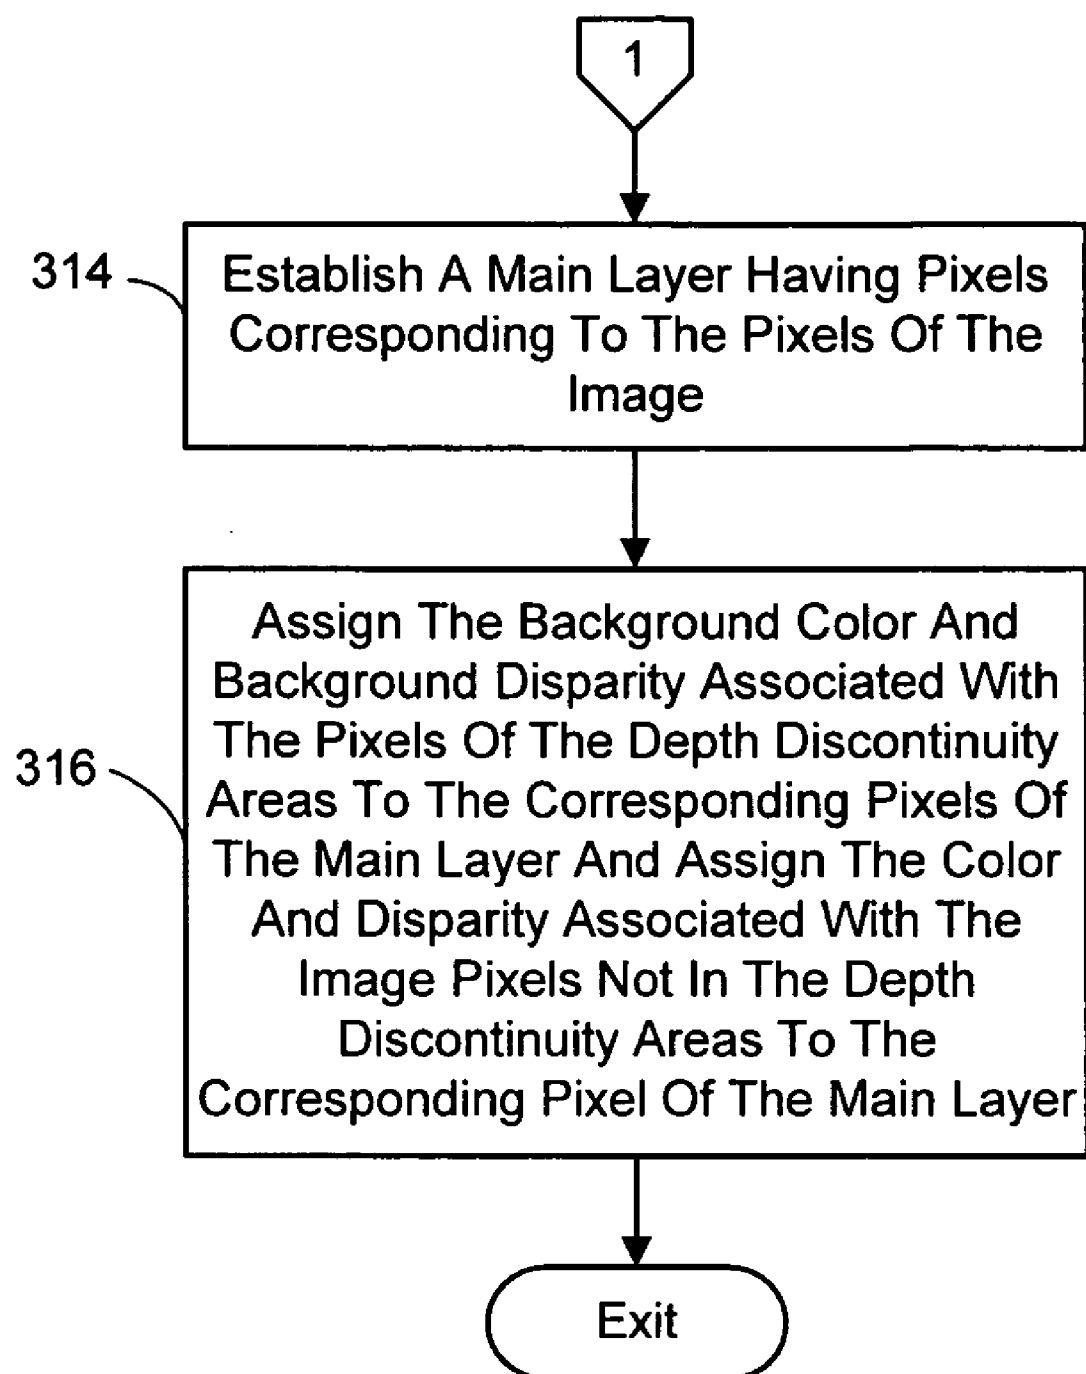 1
314
Establish A Main Layer Having Pixels
Corresponding To The Pixels Of The
Image
316
Assign The Background Color And
Background Disparity Associated With
The Pixels Of The Depth Discontinuity
Areas To The Corresponding Pixels Of
The Main Layer And Assign The Color
And Disparity Associated With The
Image Pixels Not In The Depth
Discontinuity Areas To The
Corresponding Pixel Of The Main Layer
Exit